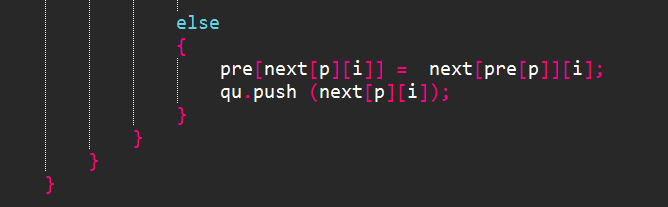 else
{
pre[next[p][i]] =  next[pre[p]][i];
qu.push (next[p][i]);
}
}
}
}